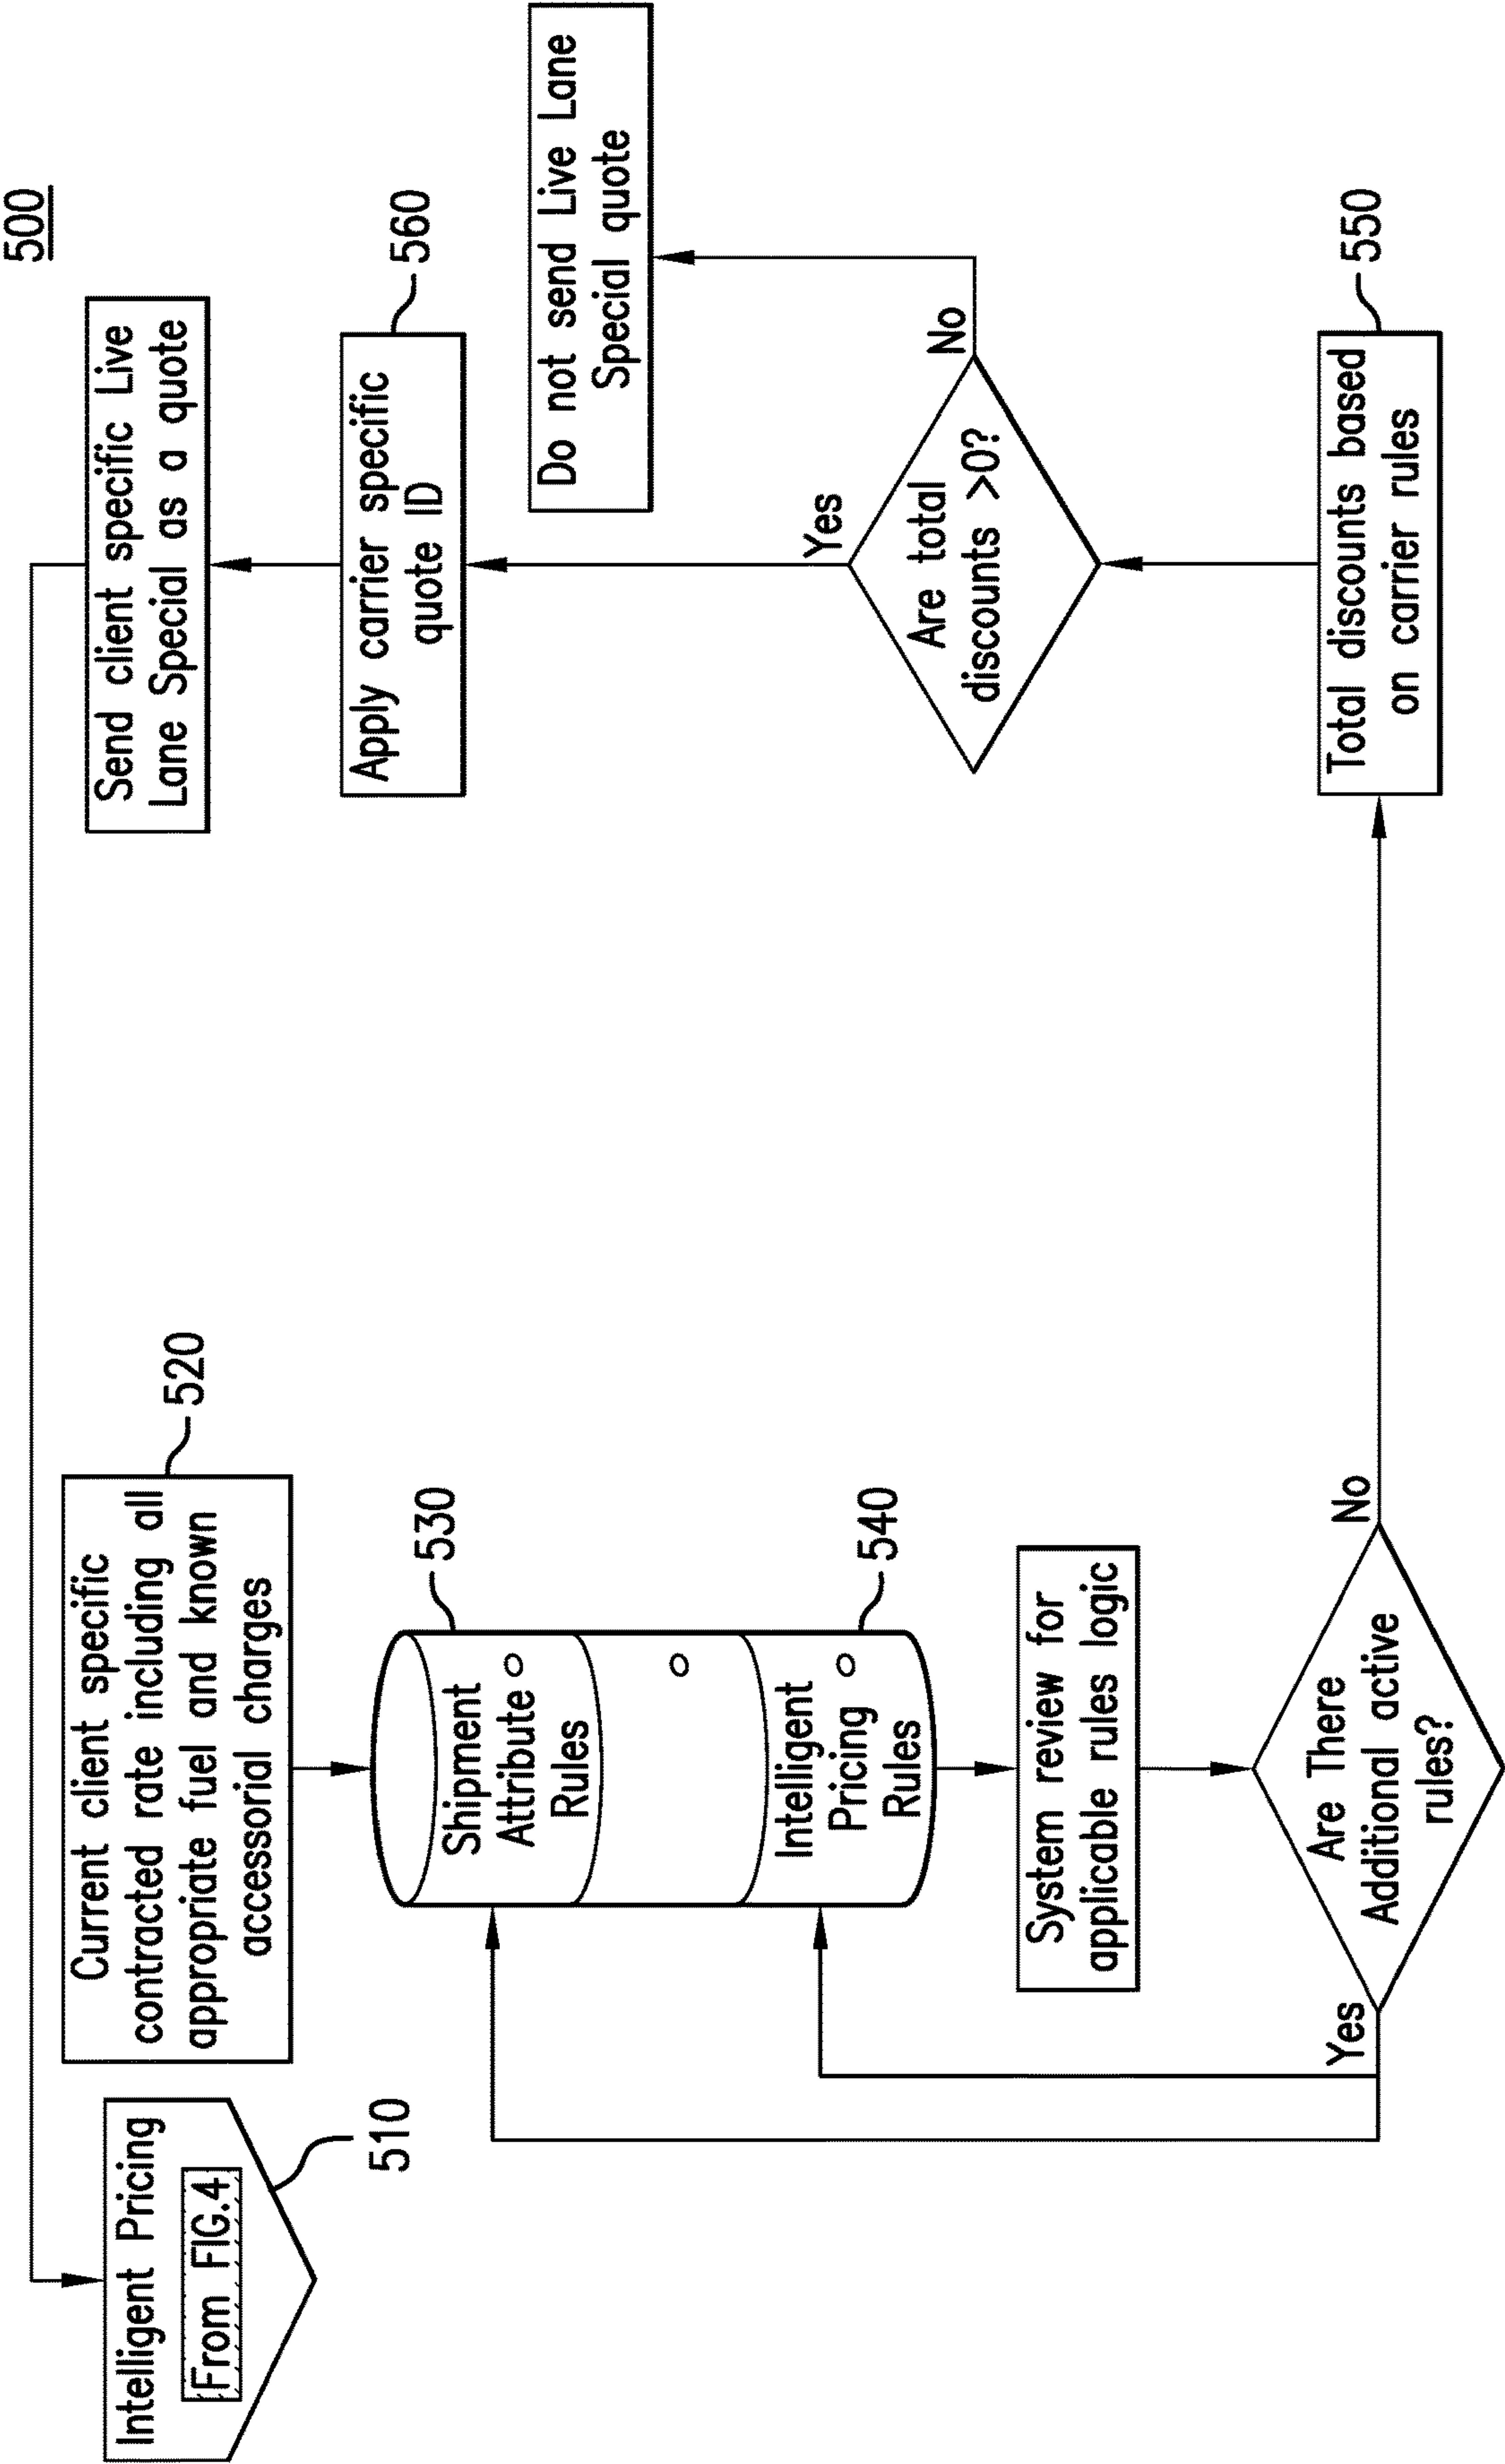 500
Intelligent Pricing
From FIG.4
510
Current client specific
contracted rate including all
appropriate fuel and known
accessorial charges
520
Shipment
Attribute
Rules
530
Intelligent
Pricing
Rules
540
System review for
applicable rules logic
Are There
Additional active
rules?
Yes
No
Total discounts based
on carrier rules
550
Are total
discounts >0?
Yes
No
Do not send Live Lane
Special quote
Apply carrier specific
quote ID
560
Send client specific Live
Lane Special as a quote